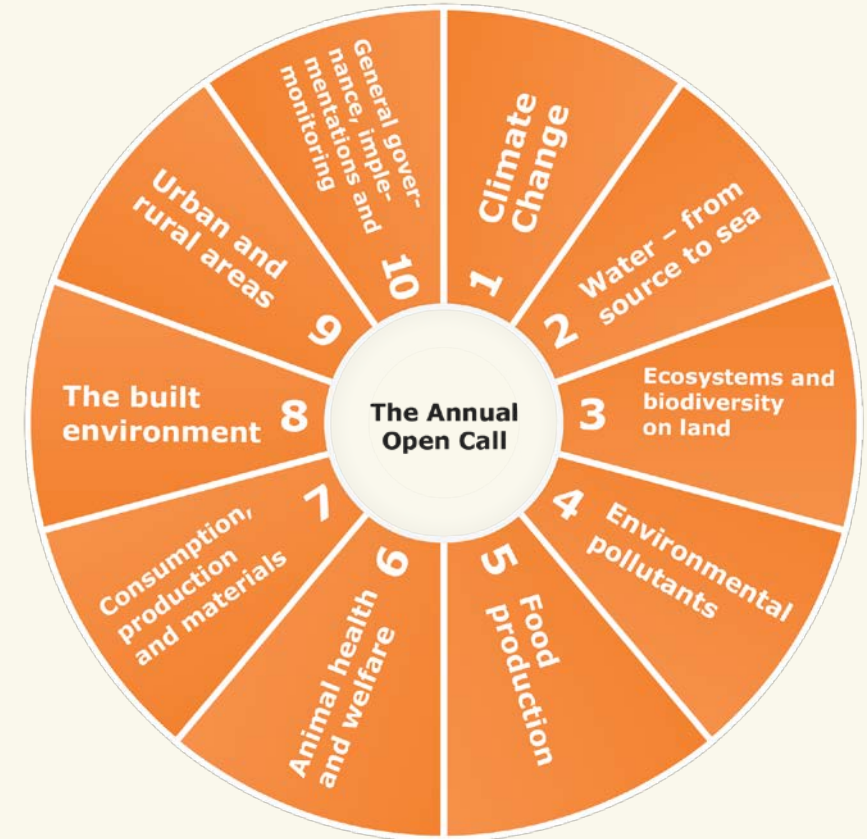 The Annual
Open Call
1
Climate
Change
2
Water – from
source to sea
3
Ecosystems and
biodiversity
on land
4
Environmental
pollutants
5
Food
production
6
Animal health
and welfare
7
Consumption,
production
and materials
8
The built
environment
9
Urban and
rural areas
10
General gover-
nance, imple-
mentations and
monitoring